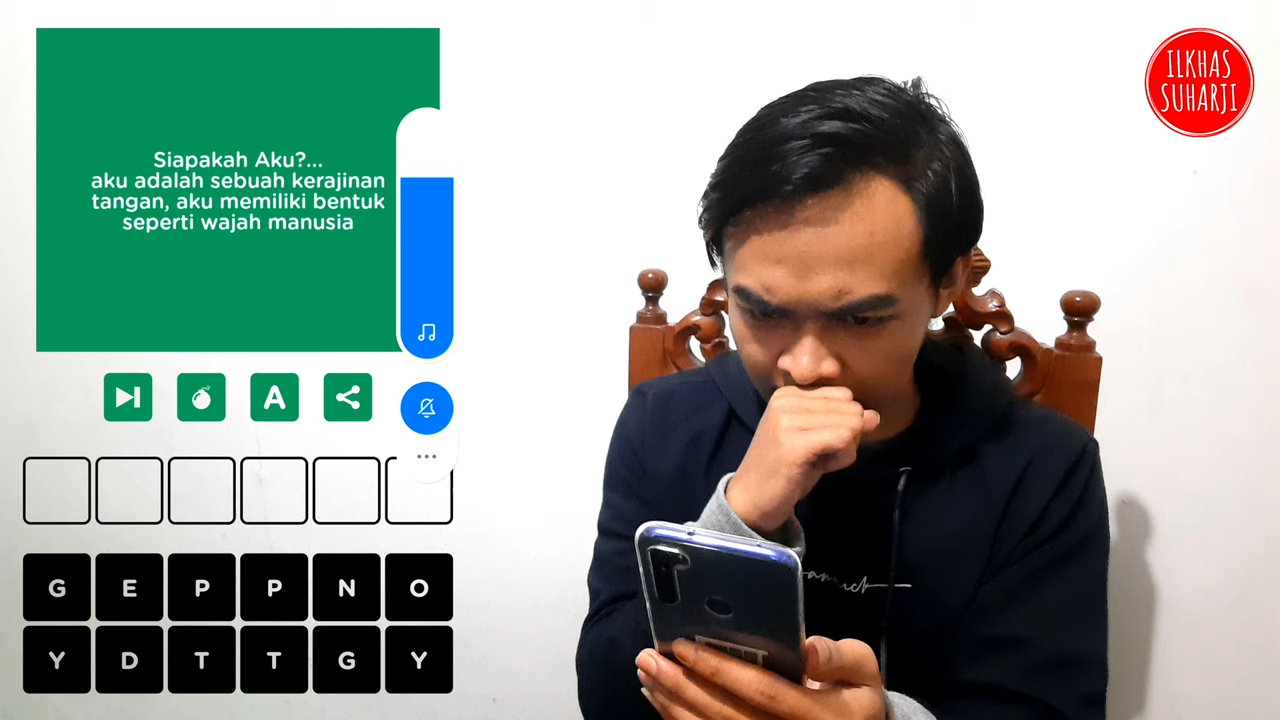 Siapakah Aku?...
aku adalah sebuah kerajinan
tangan, aku memiliki bentuk
seperti wajah manusia
A
G E P P N O
Y D T T G Y
ILKHAS
SUHARJI